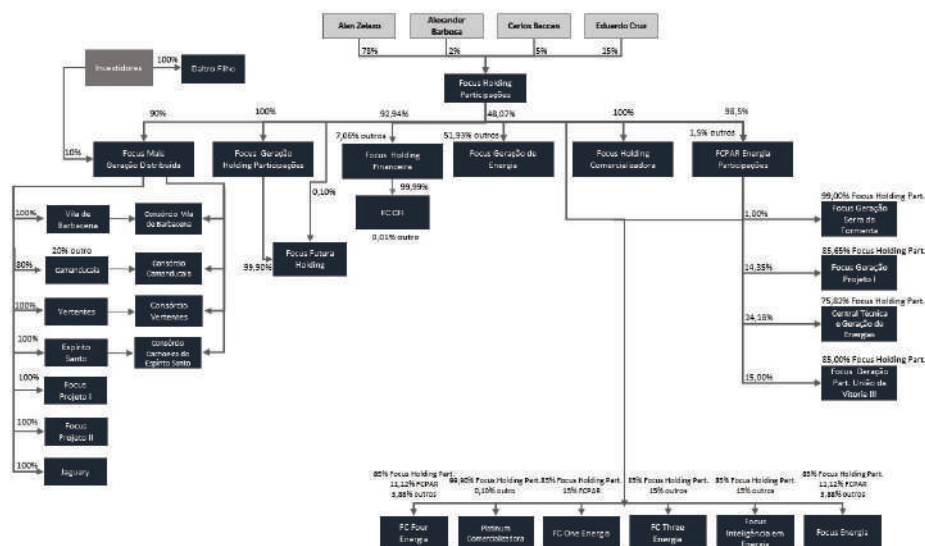 Alan Zelazo
Alexander
Barbosa
Carlos Baccan
Eduardo Cruz
75%
2%
5%
15%
Investidores
100%
Daltro Filho
Focus Holding
Participações
90%
100%
92,94%
48,07%
100%
98,5%
7,06% outros
51,93% outros
1,5% outros
10%
Focus Mais
Geração Distribuída
Focus Geração
Holding Participações
Focus Holding
Financeira
Focus Geração de
Energia
Focus Holding
Comercializadora
FCPAR Energia
Participações
0,10%
99,99%
FC CFI
0,01% outro
99,90%
Focus Futura
Holding
100%
Vila de
Barbacena
Consórcio Vila
de Barbacena
20% outro
80%
Camanducaia
Consórcio
Camanducaia
100%
Vertentes
Consórcio
Vertentes
100%
Espírito
Santo
Consórcio
Cachoeira do
Espírito Santo
100%
Focus
Projeto I
100%
Focus
Projeto II
100%
Jaguary
99,00% Focus Holding Part.
1,00%
Focus Geração
Serra da
Tormenta
85,65% Focus Holding Part.
14,35%
Focus Geração
Projeto I
75,82% Focus Holding Part.
24,18%
Central Técnica
e Geração de
Energias
85,00% Focus Holding Part.
15,00%
Focus Geração
Part. União da
Vitoria III
85% Focus Holding Part.
11,12% FCPAR
3,88% outros
FC Four
Energia
99,90% Focus Holding Part.
0,10% outro
Platinum
Comercializadora
85% Focus Holding Part.
15% FCPAR
FC One Energia
85% Focus Holding Part.
15% outros
FC Three Energia
85% Focus Holding Part.
15% outros
Focus
Inteligência em
Energia
85% Focus Holding Part.
11,12% FCPAR
3,88% outros
Focus Energia